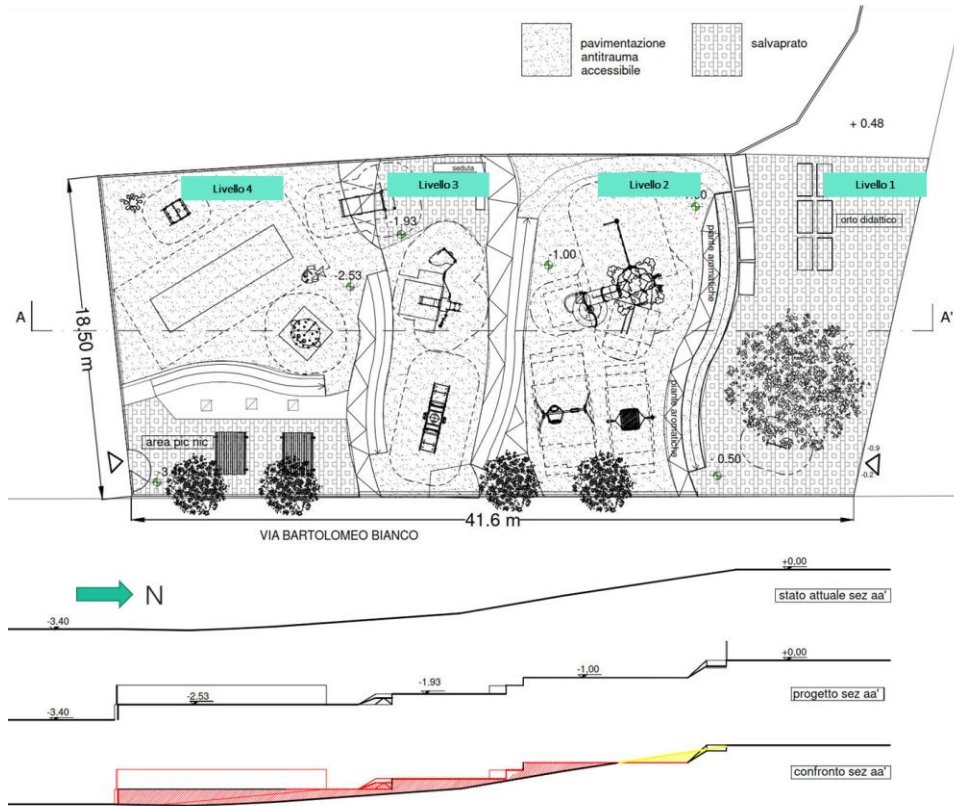 pavimentazione
antitrauma
accessibile
salvaprato
+ 0.48
Livello 4
seduta
Livello 3
Livello 2
Livello 1
orto didattico
-1.93
-2.53
-1.00
piante aromatiche
A
A'
18.50 m
piante aromatiche
area pic nic
0.50
-0.9
-0.2
41.6 m
VIA BARTOLOMEO BIANCO
N
+0,00
stato attuale sez aa'
-3.40
+0,00
-1,00
-1.93
-2.53
progetto sez aa'
-3.40
confronto sez aa'